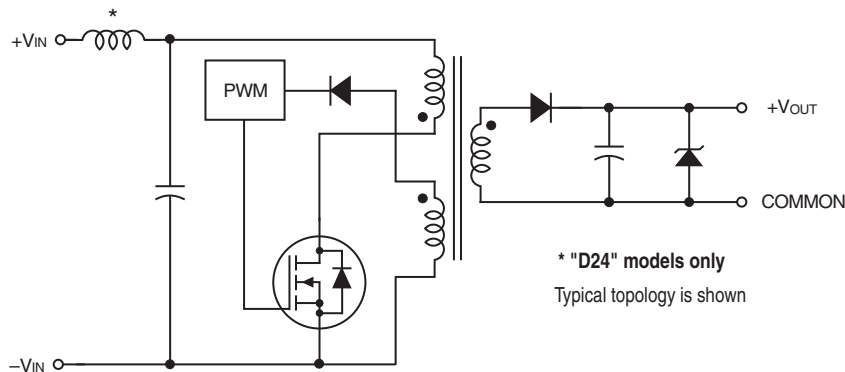 *
+VIN
PWM
+VOUT
COMMON
* "D24" models only
Typical topology is shown
–VIN